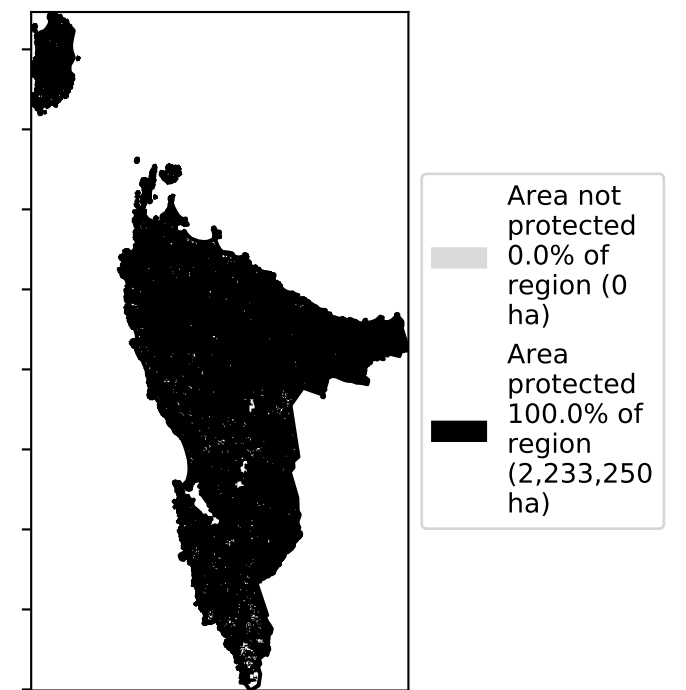 Area not
protected
0.0% of
region (0
ha)
Area
protected
100.0% of
region
(2,233,250
ha)